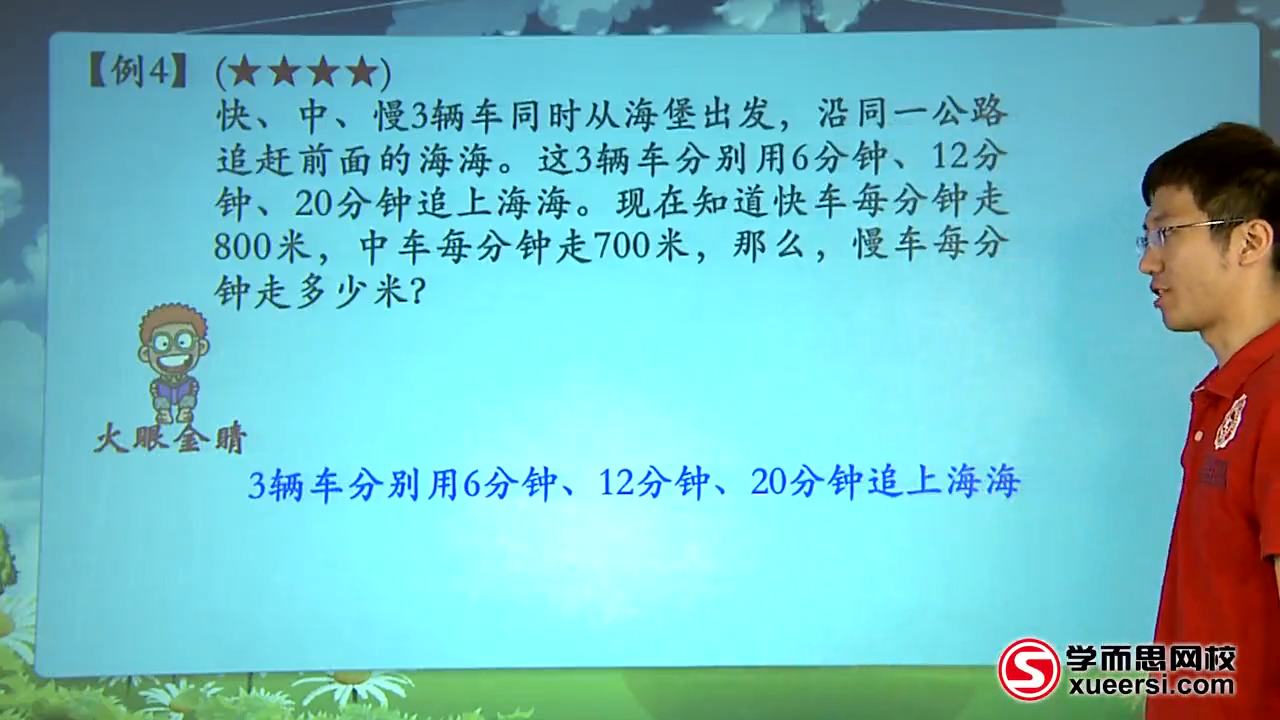 【例4】(★★★★)
快、中、慢3辆车同时从海堡出发，沿同一公路
追赶前面的海海。这3辆车分别用6分钟、12分
钟、20分钟追上海海。现在知道快车每分钟走
800米，中车每分钟走700米，那么，慢车每分
钟走多少米?
火眼金睛
3辆车分别用6分钟、12分钟、20分钟追上海海
学而思网校
xueersi.com